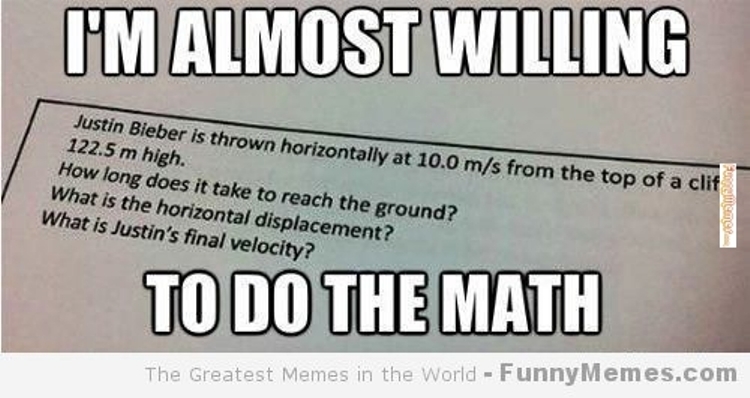 I'M ALMOST WILLING
Justin Bieber is thrown horizontally at 10.0 m/s from the top of a clif
122.5 m high.
How long does it take to reach the ground?
What is the horizontal displacement?
What is Justin's final velocity?
TO DO THE MATH
The Greatest Memes in the World - FunnyMemes.com